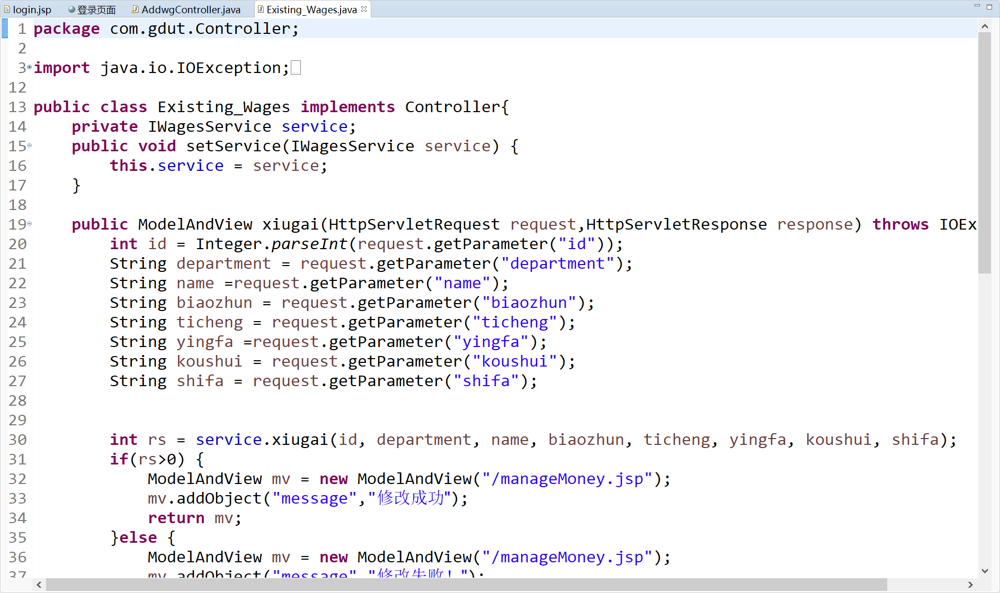 login.jsp 登录页面 AddwgController.java Existing_Wages.java
1 package com.gdut.Controller;
2
3 import java.io.IOException;
12
13 public class Existing_Wages implements Controller{
14     private IWagesService service;
15     public void setService(IWagesService service) {
16         this.service = service;
17     }
18
19     public ModelAndView xiugai(HttpServletRequest request,HttpServletResponse response) throws IOEx
20         int id = Integer.parseInt(request.getParameter("id"));
21         String department = request.getParameter("department");
22         String name =request.getParameter("name");
23         String biaozhun = request.getParameter("biaozhun");
24         String ticheng = request.getParameter("ticheng");
25         String yingfa =request.getParameter("yingfa");
26         String koushui = request.getParameter("koushui");
27         String shifa = request.getParameter("shifa");
28
29
30         int rs = service.xiugai(id, department, name, biaozhun, ticheng, yingfa, koushui, shifa);
31         if(rs>0) {
32             ModelAndView mv = new ModelAndView("/manageMoney.jsp");
33             mv.addObject("message","修改成功");
34             return mv;
35         }else {
36             ModelAndView mv = new ModelAndView("/manageMoney.jsp");
37             mv.addObject("message","修改失败！");